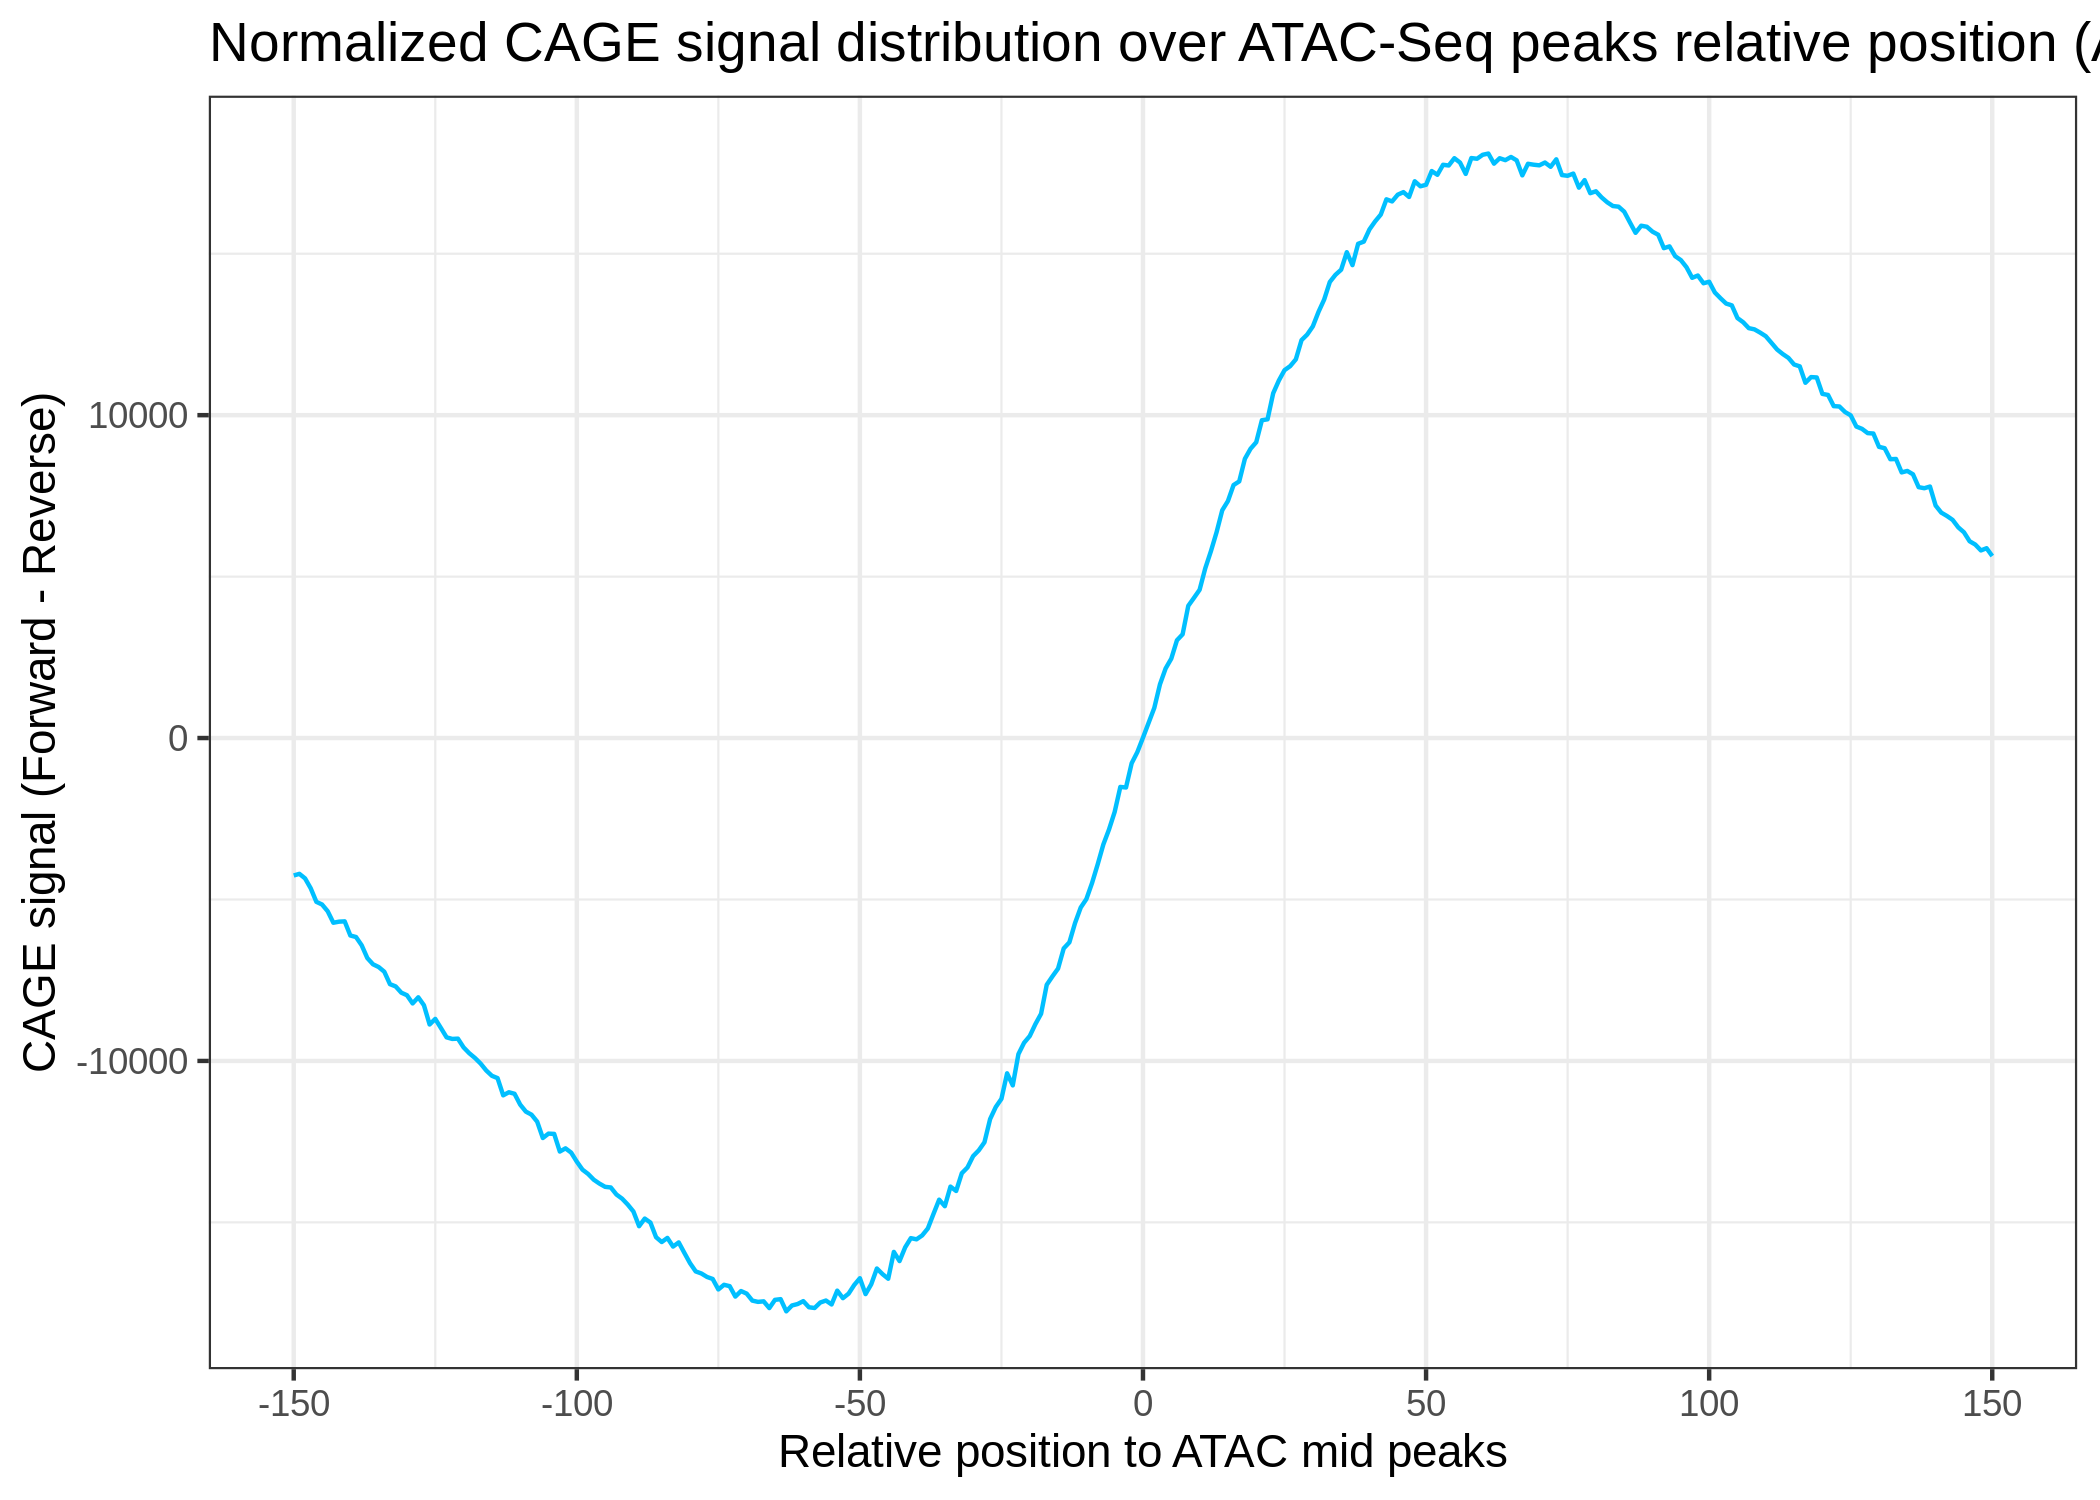 Normalized CAGE signal distribution over ATAC-Seq peaks relative position (
CAGE signal (Forward - Reverse)
10000
0
-10000
-150 -100 -50 0 50 100 150
Relative position to ATAC mid peaks